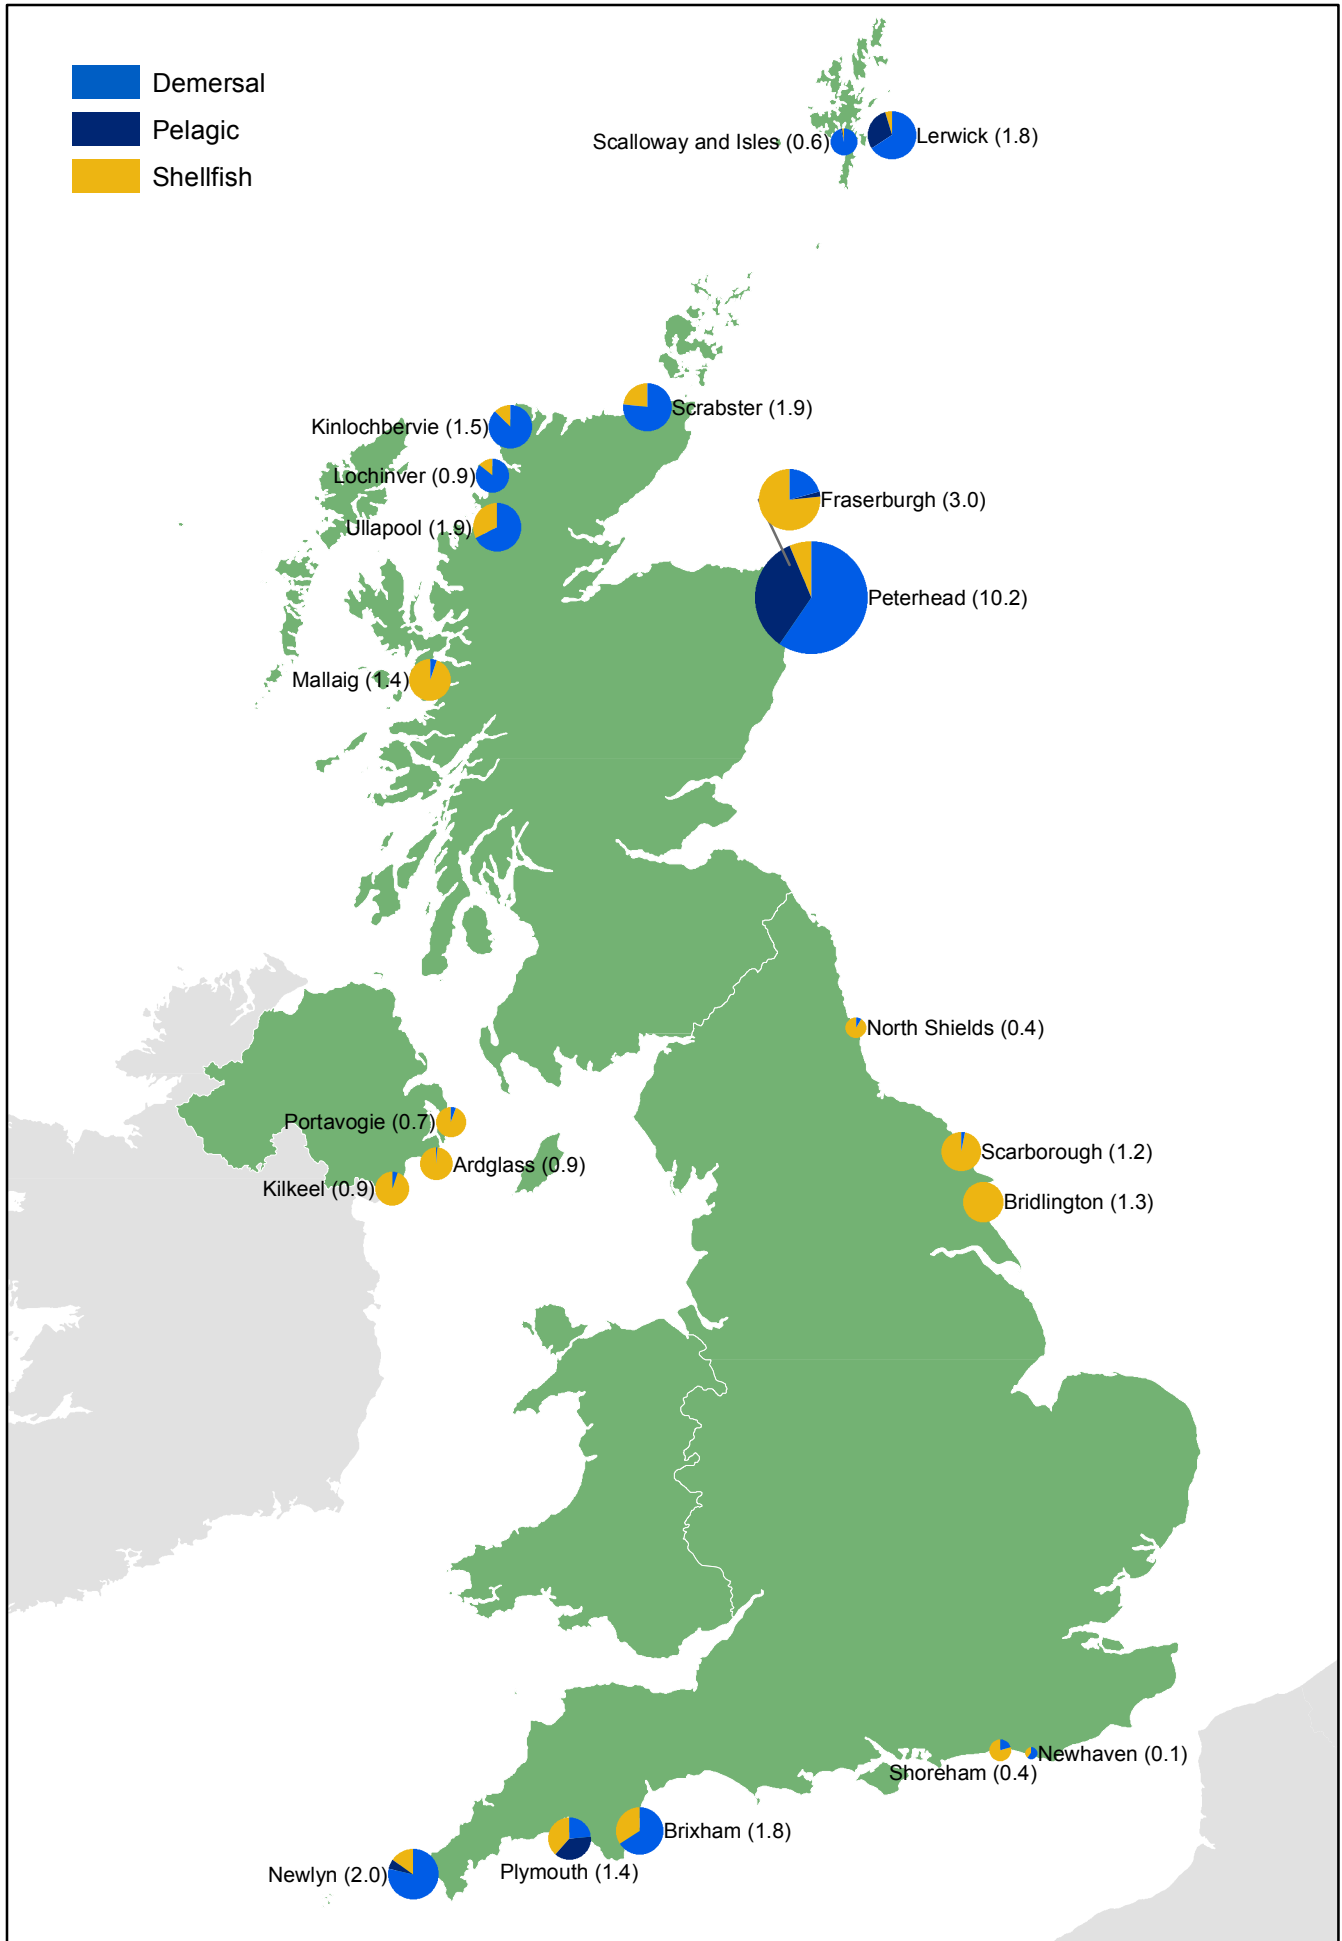 Demersal
Pelagic
Shellfish
Scalloway and Isles (0.6)
Lerwick (1.8)
Scrabster (1.9)
Kinlochbervie (1.5)
Lochinver (0.9)
Fraserburgh (3.0)
Ullapool (1.9)
Peterhead (10.2)
Mallaig (1.4)
North Shields (0.4)
Portavogie (0.7)
Scarborough (1.2)
Ardglass (0.9)
Kilkeel (0.9)
Bridlington (1.3)
Newhaven (0.1)
Shoreham (0.4)
Brixham (1.8)
Plymouth (1.4)
Newlyn (2.0)